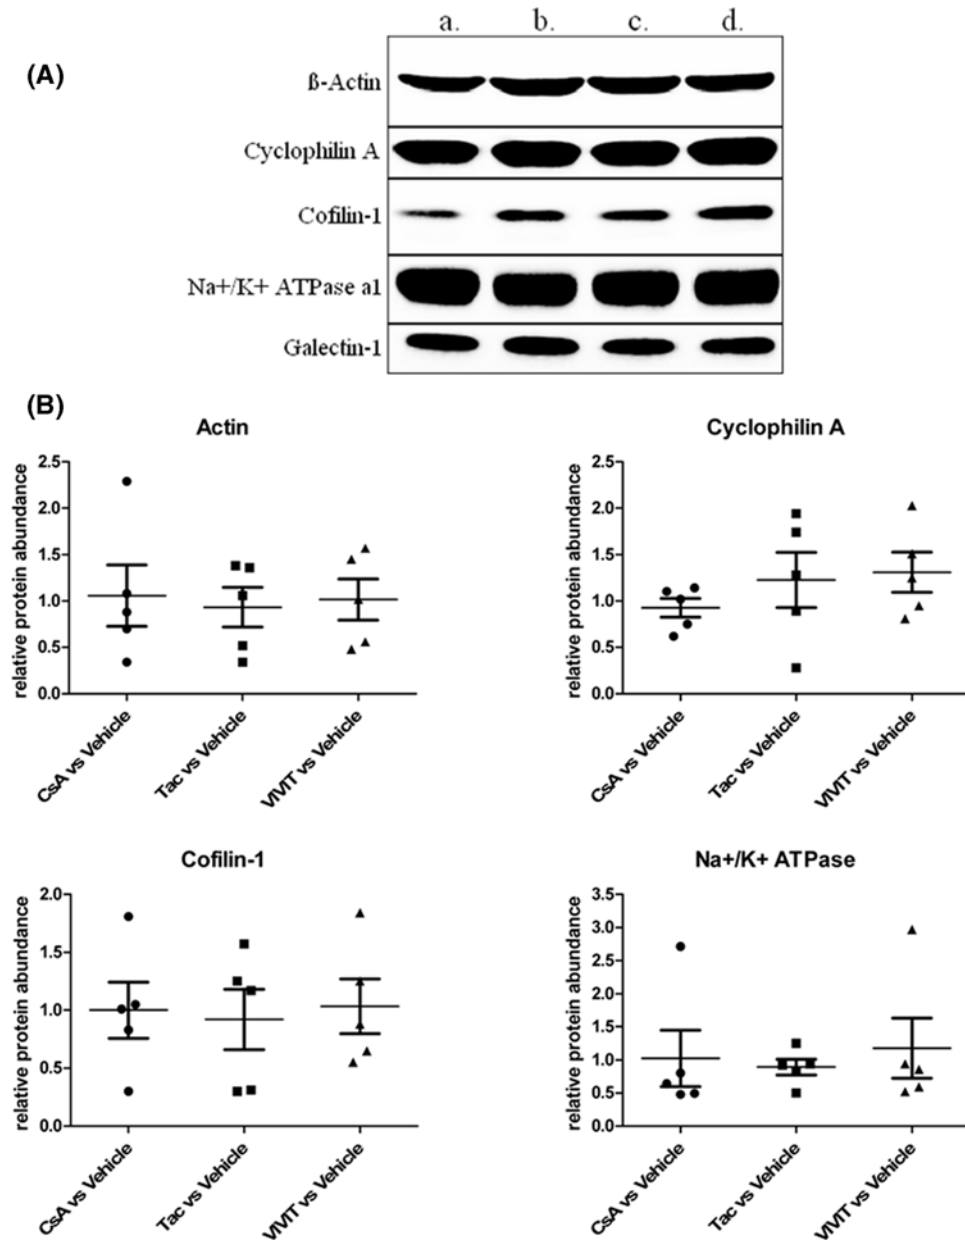 a. b. c. d.
(A)
ß-Actin
Cyclophilin A
Cofilin-1
Na+/K+ ATPase a1
Galectin-1
(B)
Actin
relative protein abundance
2.5
2.0
1.5
1.0
0.5
0.0
CsA vs Vehicle
Tac vs Vehicle
VIVIT vs Vehicle
Cyclophilin A
relative protein abundance
2.5
2.0
1.5
1.0
0.5
0.0
CsA vs Vehicle
Tac vs Vehicle
VIVIT vs Vehicle
Cofilin-1
relative protein abundance
2.0
1.5
1.0
0.5
0.0
CsA vs Vehicle
Tac vs Vehicle
VIVIT vs Vehicle
Na+/K+ ATPase
relative protein abundance
3.5
3.0
2.5
2.0
1.5
1.0
0.5
0.0
CsA vs Vehicle
Tac vs Vehicle
VIVIT vs Vehicle